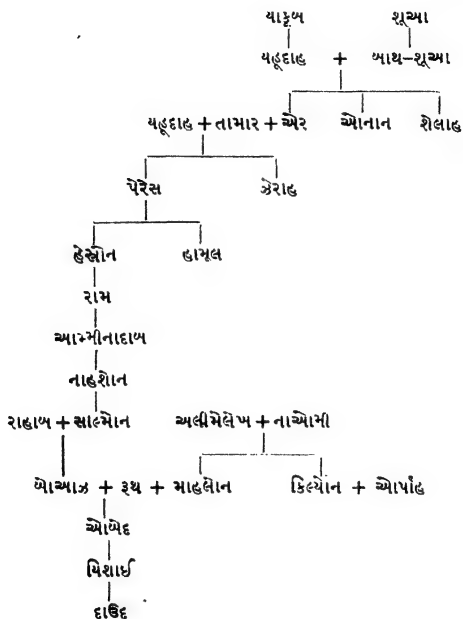 યાકૂબ શૂઆ
યહૂદાહ + બાથ-શૂઆ
યહૂદાહ + તામાર + એર ઓનાન શેલાહ
પેરેસ ઝેરાહ
હેસ્રોન હામૂલ
રામ
આમ્મીનાદાબ
નાહશોન
રાહાબ + સાલ્મોન અલીમેલેખ + નાઓમી
બોઆઝ + રૂથ + માહલોન કિલ્યોન + ઓર્પાહ
ઓબેદ
યિશાઈ
દાઉદ